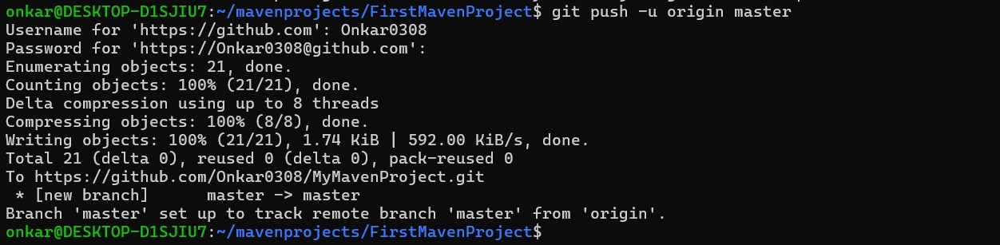 onkar@DESKTOP-D1SJIU7:~/mavenprojects/FirstMavenProject$ git push -u origin master
Username for 'https://github.com': Onkar0308
Password for 'https://Onkar0308@github.com':
Enumerating objects: 21, done.
Counting objects: 100% (21/21), done.
Delta compression using up to 8 threads
Compressing objects: 100% (8/8), done.
Writing objects: 100% (21/21), 1.74 KiB | 592.00 KiB/s, done.
Total 21 (delta 0), reused 0 (delta 0), pack-reused 0
To https://github.com/Onkar0308/MyMavenProject.git
 * [new branch]      master -> master
Branch 'master' set up to track remote branch 'master' from 'origin'.
onkar@DESKTOP-D1SJIU7:~/mavenprojects/FirstMavenProject$